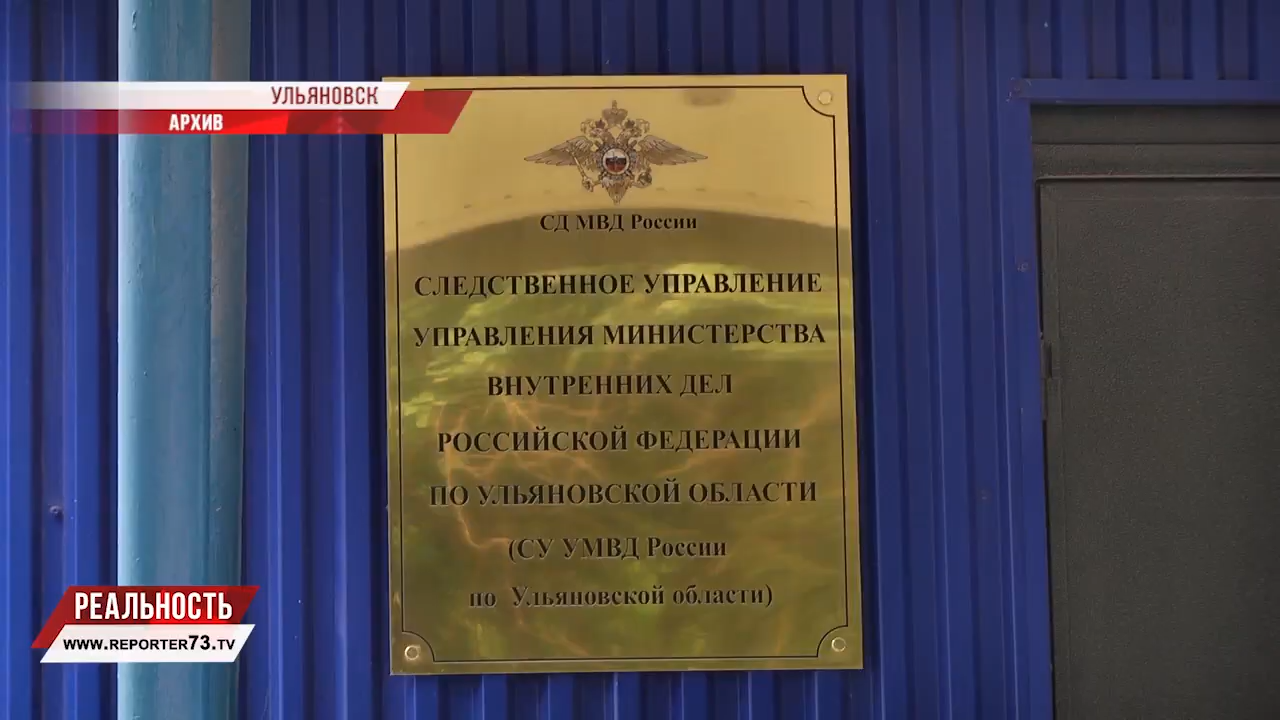 УЛЬЯНОВСК
АРХИВ
СД МВД России
СЛЕДСТВЕННОЕ УПРАВЛЕНИЕ
УПРАВЛЕНИЯ МИНИСТЕРСТВА
ВНУТРЕННИХ ДЕЛ
РОССИЙСКОЙ ФЕДЕРАЦИИ
ПО УЛЬЯНОВСКОЙ ОБЛАСТИ
(СУ УМВД России
по Ульяновской области)
РЕАЛЬНОСТЬ
WWW.REPORTER73.TV